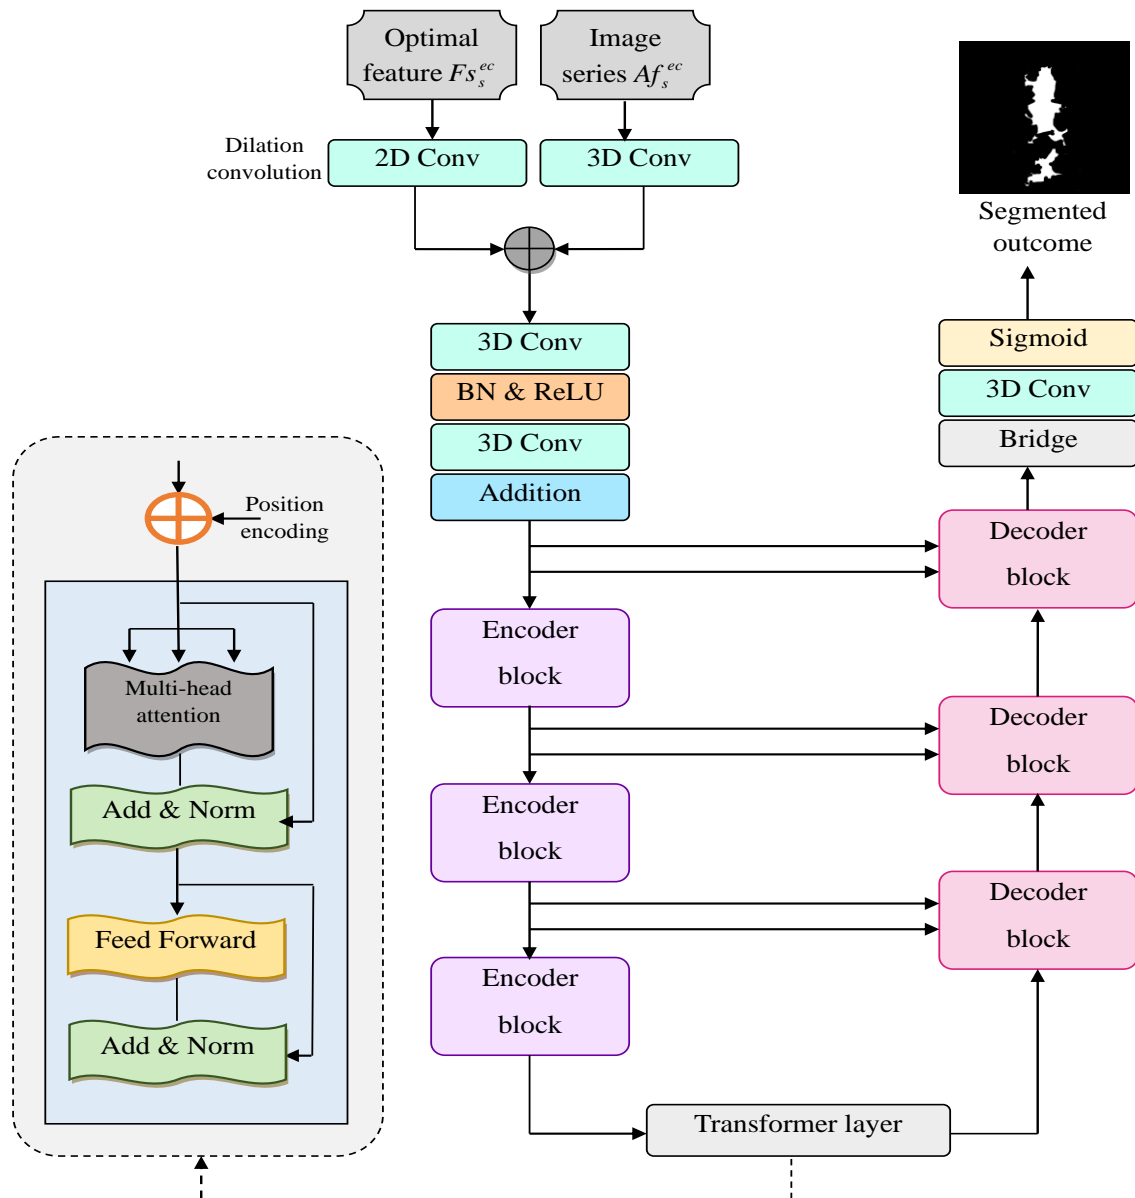 Optimal
feature Fs_s^ec
Image
series Af_s^ec
Dilation
convolution
2D Conv
3D Conv
Segmented
outcome
3D Conv
BN & ReLU
3D Conv
Addition
Sigmoid
3D Conv
Bridge
Position
encoding
Multi-head
attention
Add & Norm
Feed Forward
Add & Norm
Encoder
block
Encoder
block
Encoder
block
Decoder
block
Decoder
block
Decoder
block
Transformer layer